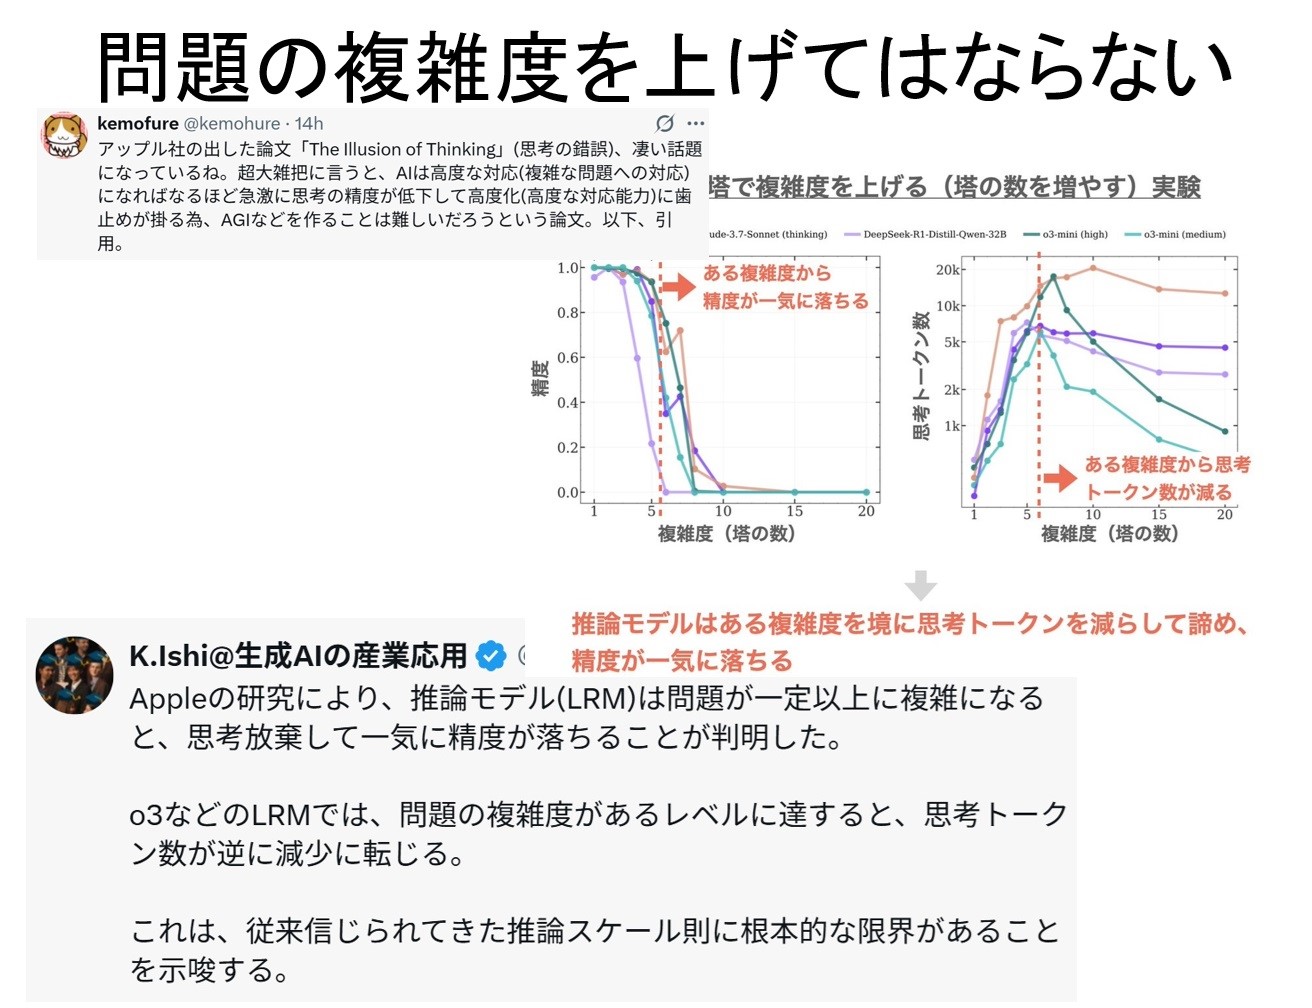 問題の複雑度を上げてはならない
kemofure @kemohure · 14h
アップル社の出した論文「The Illusion of Thinking」(思考の錯誤)、凄い話題
になっているね。超大雑把に言うと、AIは高度な対応(複雑な問題への対応)
になればなるほど急激に思考の精度が低下して高度化(高度な対応能力)に歯
止めが掛る為、AGIなどを作ることは難しいだろうという論文。以下、引
用。
塔で複雑度を上げる（塔の数を増やす）実験
ude-3.7-Sonnet (thinking) DeepSeek-R1-Distill-Qwen-32B o3-mini (high) o3-mini (medium)
ある複雑度から
精度が一気に落ちる
精度
1.0
0.8
0.6
0.4
0.2
0.0
1 5 10 15 20
複雑度（塔の数）
思考トークン数
20k
10k
5k
2k
1k
ある複雑度から思考
トークン数が減る
1 5 10 15 20
複雑度（塔の数）
推論モデルはある複雑度を境に思考トークンを減らして諦め、
精度が一気に落ちる
K.Ishi@生成AIの産業応用
Appleの研究により、推論モデル(LRM)は問題が一定以上に複雑になる
と、思考放棄して一気に精度が落ちることが判明した。
o3などのLRMでは、問題の複雑度があるレベルに達すると、思考トーク
ン数が逆に減少に転じる。
これは、従来信じられてきた推論スケール則に根本的な限界があること
を示唆する。